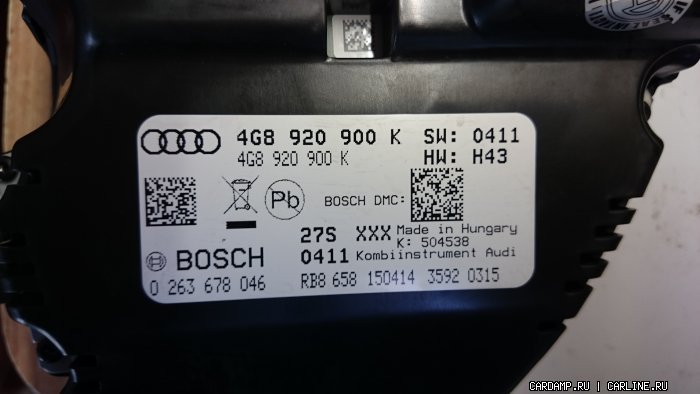 4G8 920 900 K SW: 0411
4G8 920 900 K HW: H43
Pb BOSCH DMC:
27S XXX Made in Hungary
K: 504538
BOSCH 0411 Kombiinstrument Audi
0 263 678 046 RB8 658 150414 3592 0315
CARDAMP.RU | CARLINE.RU